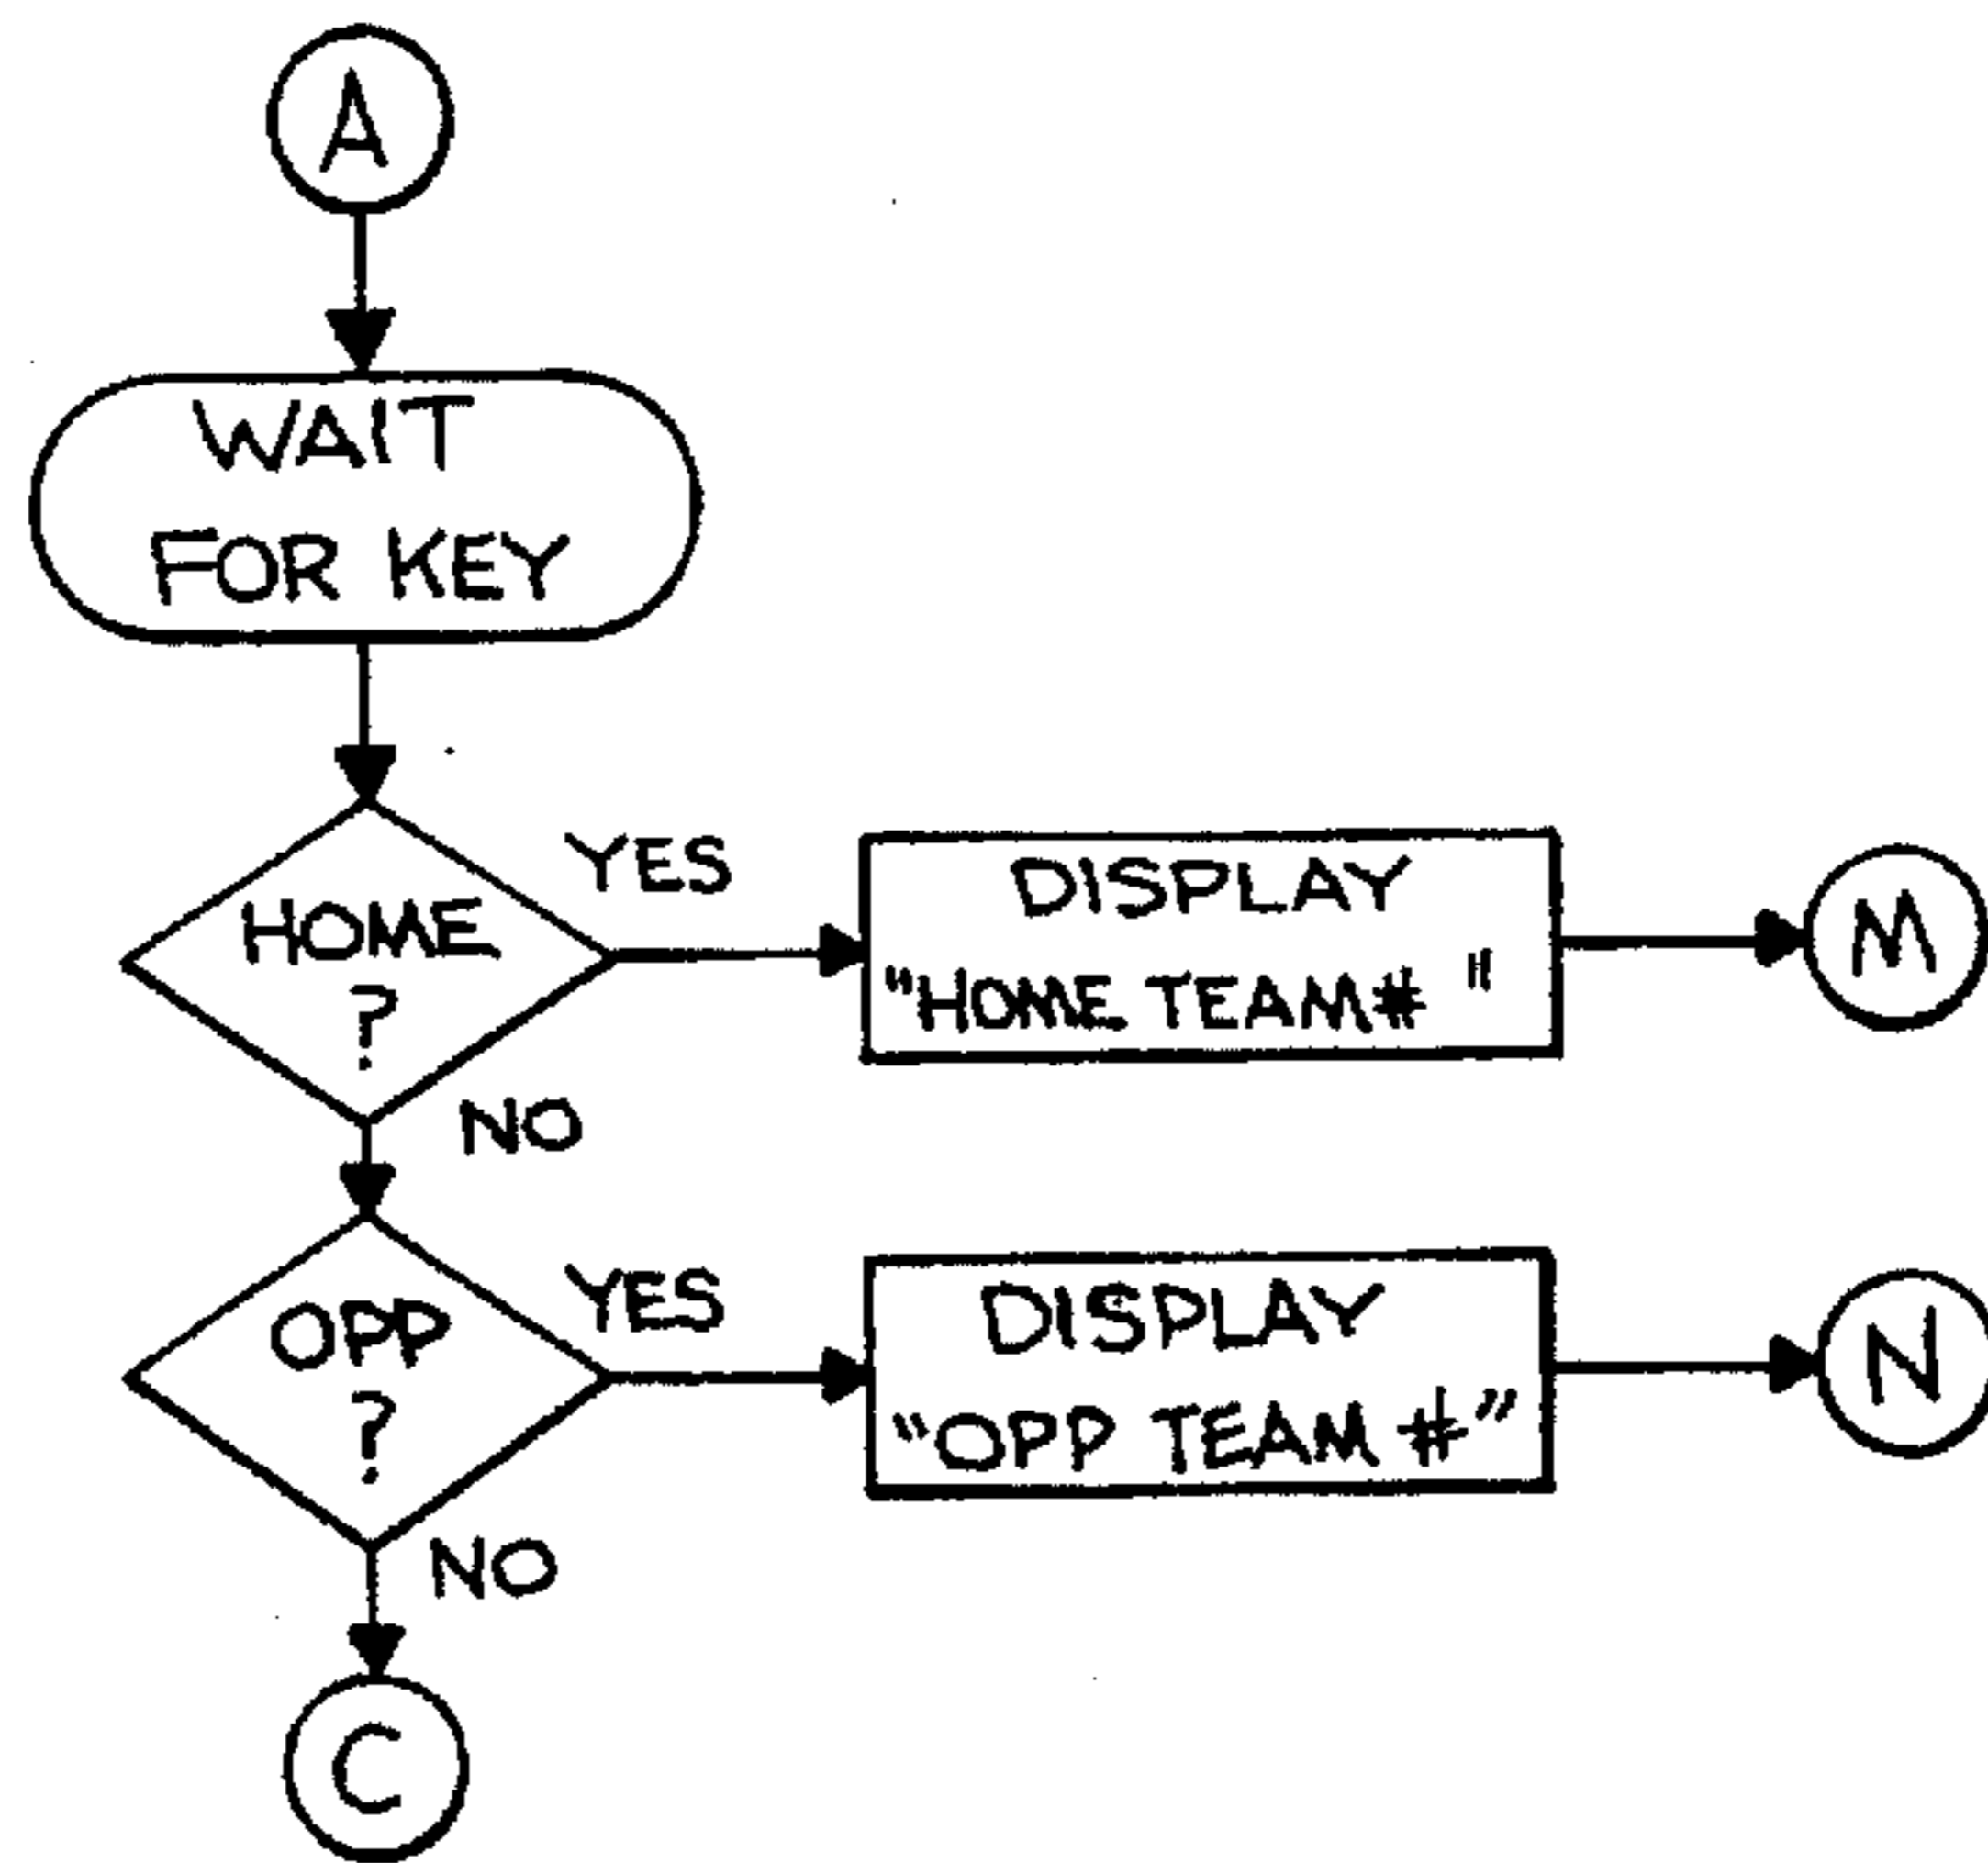 A
WAIT
FOR KEY
HOME
?
YES
DISPLAY
"HOME TEAM# "
M
NO
OPP
?
YES
DISPLAY
"OPP TEAM #"
N
NO
C